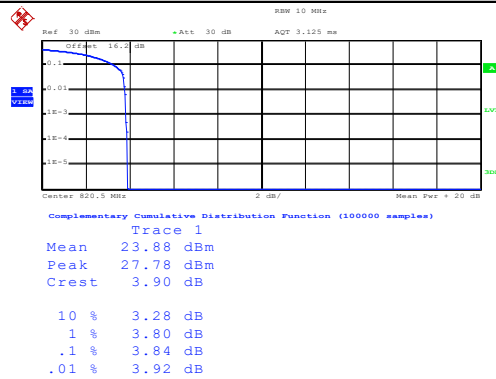 RBW 10 MHz
Ref 30 dBm Att 30 dB AQT 3.125 ms
Offset 16.2 dB
0.1
A
1 SA
VIEW
0.01
1E-3
LVL
1E-4
1E-5
Center 820.5 MHz 2 dB/ Mean Pwr + 20 dB
Complementary Cumulative Distribution Function (100000 samples)
Trace 1
Mean 23.88 dBm
Peak 27.78 dBm
Crest 3.90 dB
10 % 3.28 dB
1 % 3.80 dB
.1 % 3.84 dB
.01 % 3.92 dB